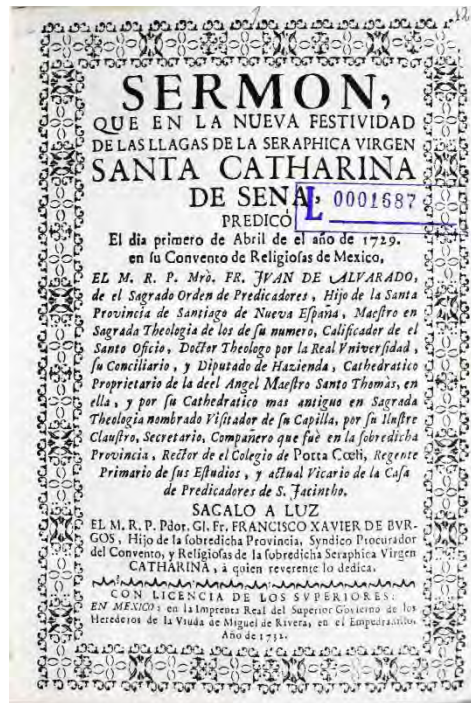 SERMON,
QUE EN LA NUEVA FESTIVIDAD
DE LAS LLAGAS DE LA SERAPHICA VIRGEN
SANTA CATHARINA
DE SENA,
L 0001687
PREDICÓ
El dia primero de Abril de el año de 1729.
en ſu Convento de Religioſas de Mexico,
EL M. R. P. Mrò. FR. JVAN DE ALVARADO,
de el Sagrado Orden de Predicadores, Hijo de la Santa
Provincia de Santiago de Nueva Eſpaña, Maeſtro en
Sagrada Theologia de los de ſu numero, Calificador de el
Santo Oficio, Doctor Theologo por la Real Vniverſidad,
ſu Conciliario, y Diputado de Hazienda, Cathedratico
Proprietario de la deel Angel Maeſtro Santo Thomàs, en
ella, y por ſu Cathedratico mas antiguo en Sagrada
Theologia nombrado Viſitador de ſu Capilla, por ſu Iluſtre
Clauſtro, Secretario, Compañero que fuè en la ſobredicha
Provincia, Rector de el Colegio de Porta Cœli, Regente
Primario de ſus Eſtudios, y actual Vicario de la Caſa
de Predicadores de S. Jacintho.
SACALO A LUZ
EL M. R. P. Pdor. Gl. Fr. FRANCISCO XAVIER DE BVR-
GOS, Hijo de la ſobredicha Provincia, Syndico Procurador
del Convento, y Religioſas de la ſobredicha Seraphica Virgen
CATHARINA, à quien reverente lo dedica.
CON LICENCIA DE LOS SVPERIORES:
EN MEXICO: en la Imprenta Real del Superior Govierno de los
Herederos de la Viuda de Miguel de Rivera, en el Empedradillo.
Año de 1731.